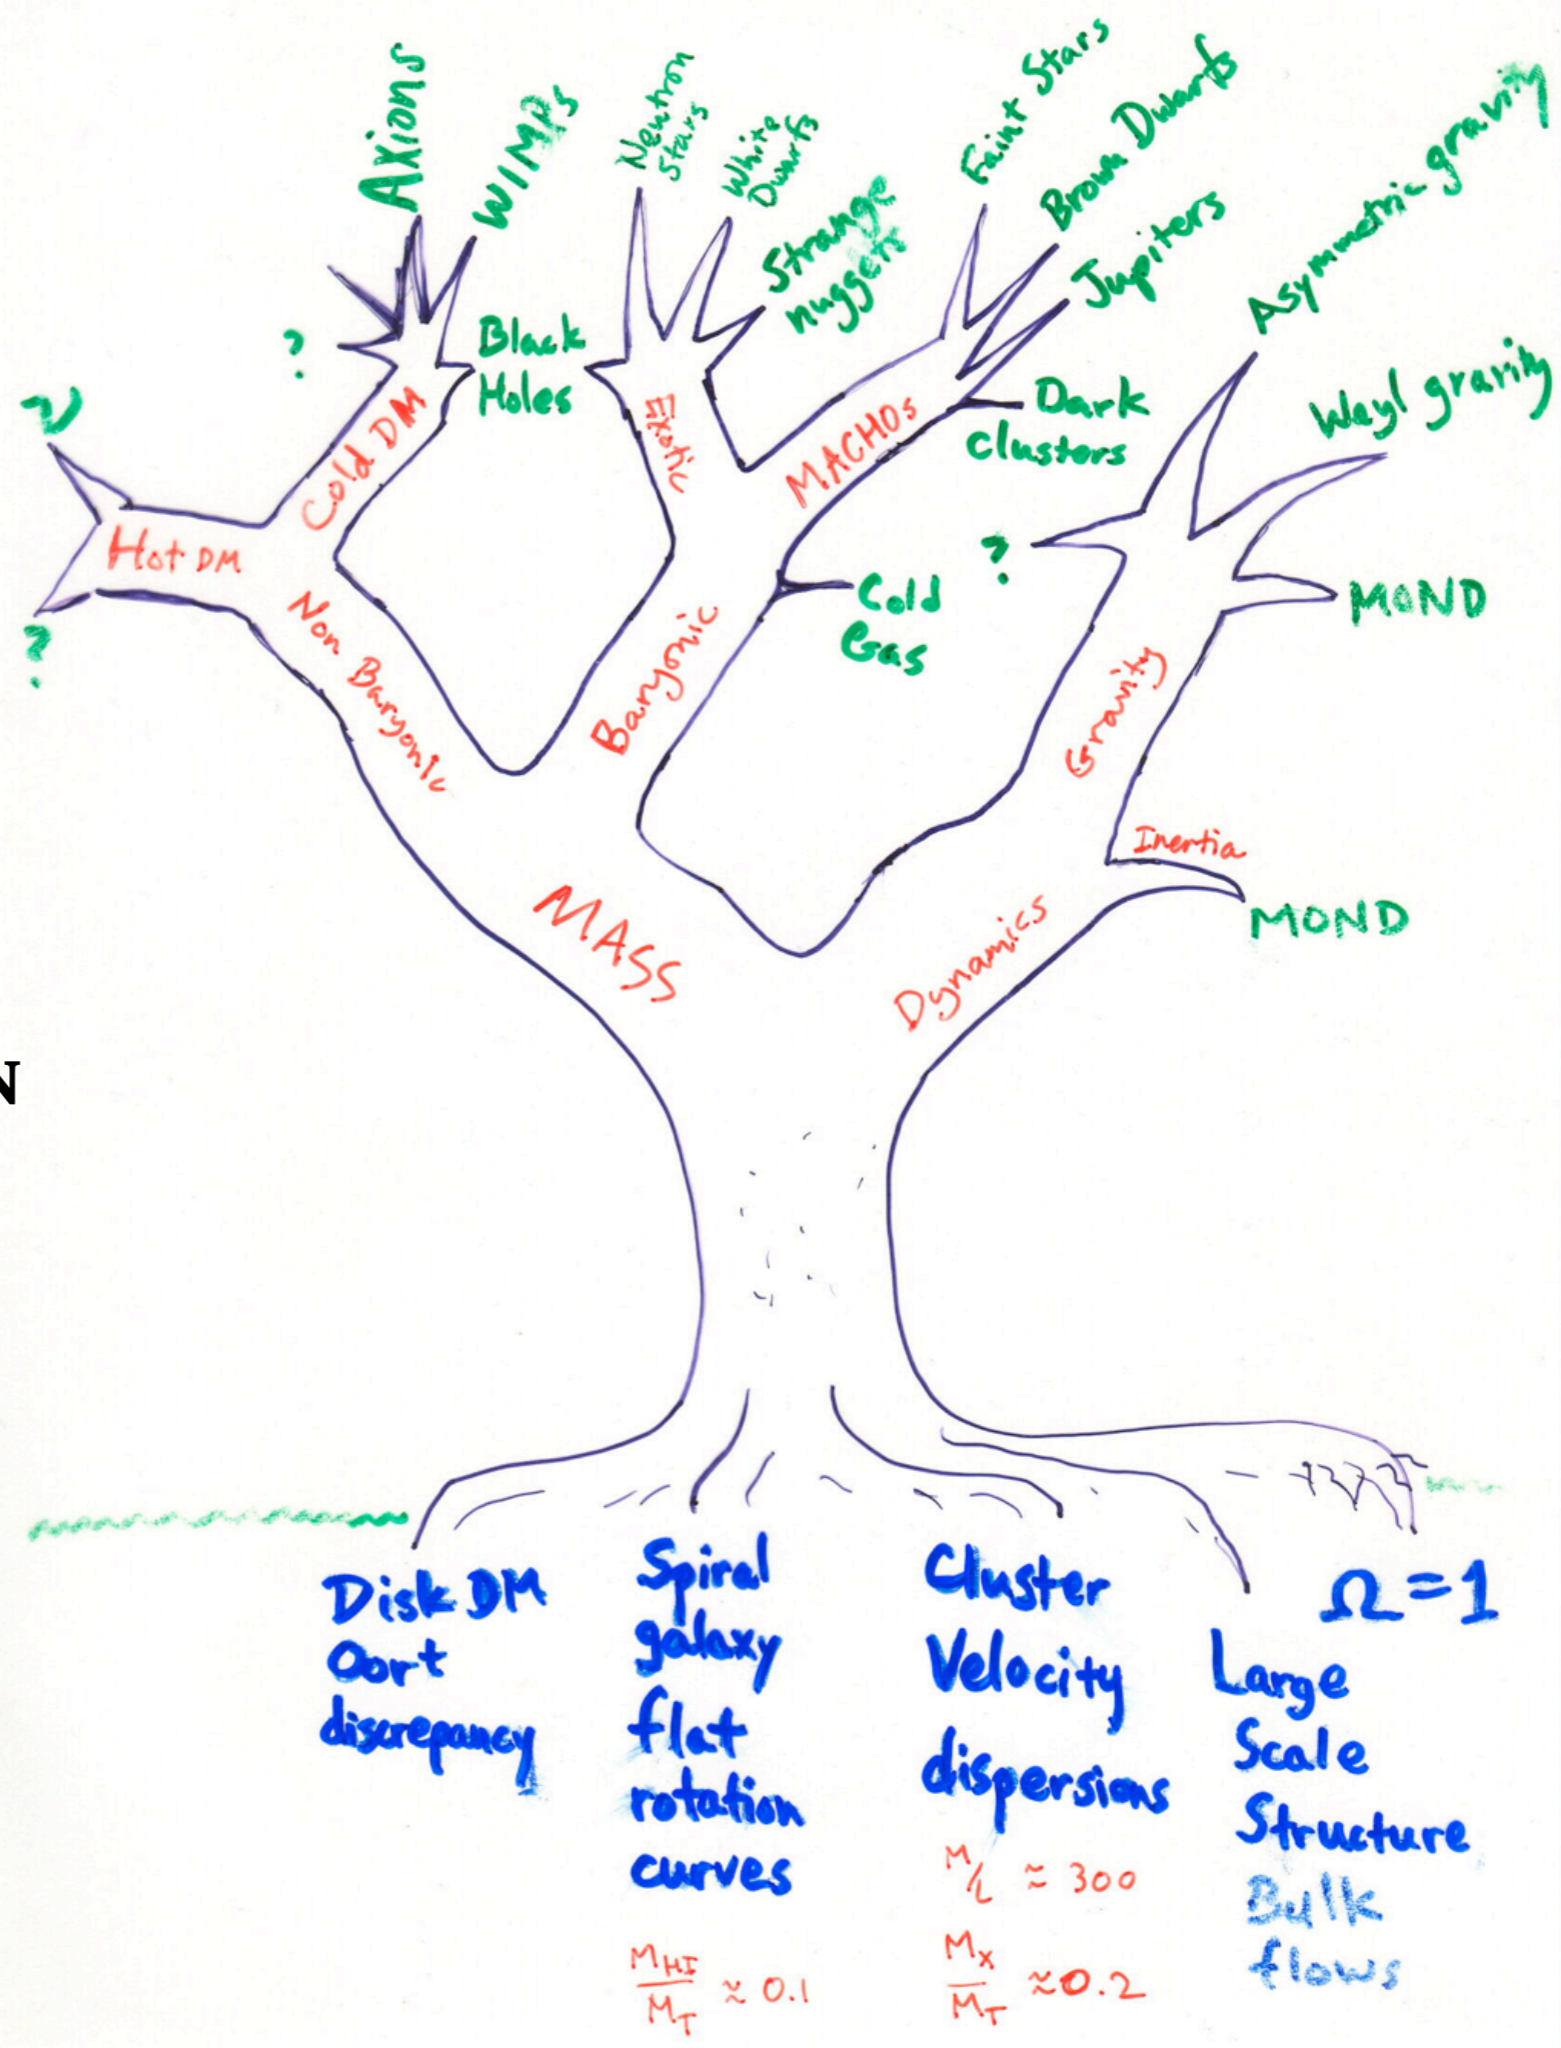 Axions
WIMPs
Neutron
Stars
White
Dwarfs
Strange
nuggets
Faint Stars
Brown Dwarfs
Jupiters
Asymmetric gravity
Weyl gravity
?
Black
Holes
ν
Cold DM
Exotic
MACHOs
Dark
clusters
Hot DM
?
Cold
Gas
MOND
?
Non Baryonic
Baryonic
Gravity
Inertia
MOND
MASS
Dynamics
N
Disk DM
Oort
discrepancy
Spiral
galaxy
flat
rotation
curves
M_HI/M_T ≈ 0.1
Cluster
Velocity
dispersions
M/L ≈ 300
M_X/M_T ≈ 0.2
Ω = 1
Large
Scale
Structure
Bulk
flows